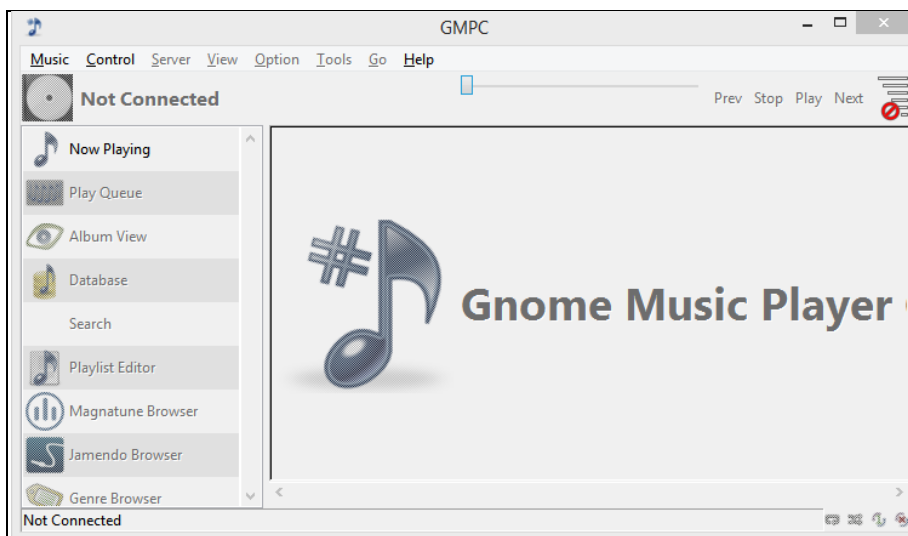 GMPC
Music Control Server View Option Tools Go Help
Not Connected
Prev Stop Play Next
Now Playing
Play Queue
Album View
Database
Search
Playlist Editor
Magnatune Browser
Jamendo Browser
Genre Browser
Gnome Music Player
Not Connected